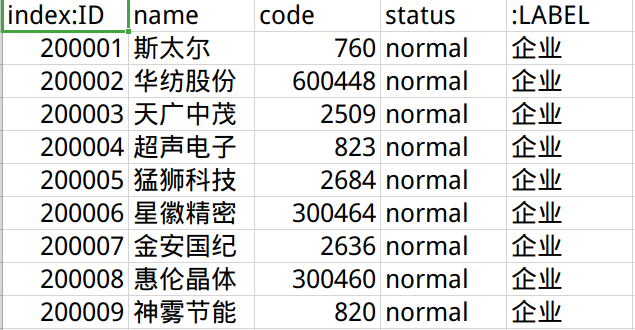 index:ID name code status :LABEL
200001 斯太尔 760 normal 企业
200002 华纺股份 600448 normal 企业
200003 天广中茂 2509 normal 企业
200004 超声电子 823 normal 企业
200005 猛狮科技 2684 normal 企业
200006 星徽精密 300464 normal 企业
200007 金安国纪 2636 normal 企业
200008 惠伦晶体 300460 normal 企业
200009 神雾节能 820 normal 企业